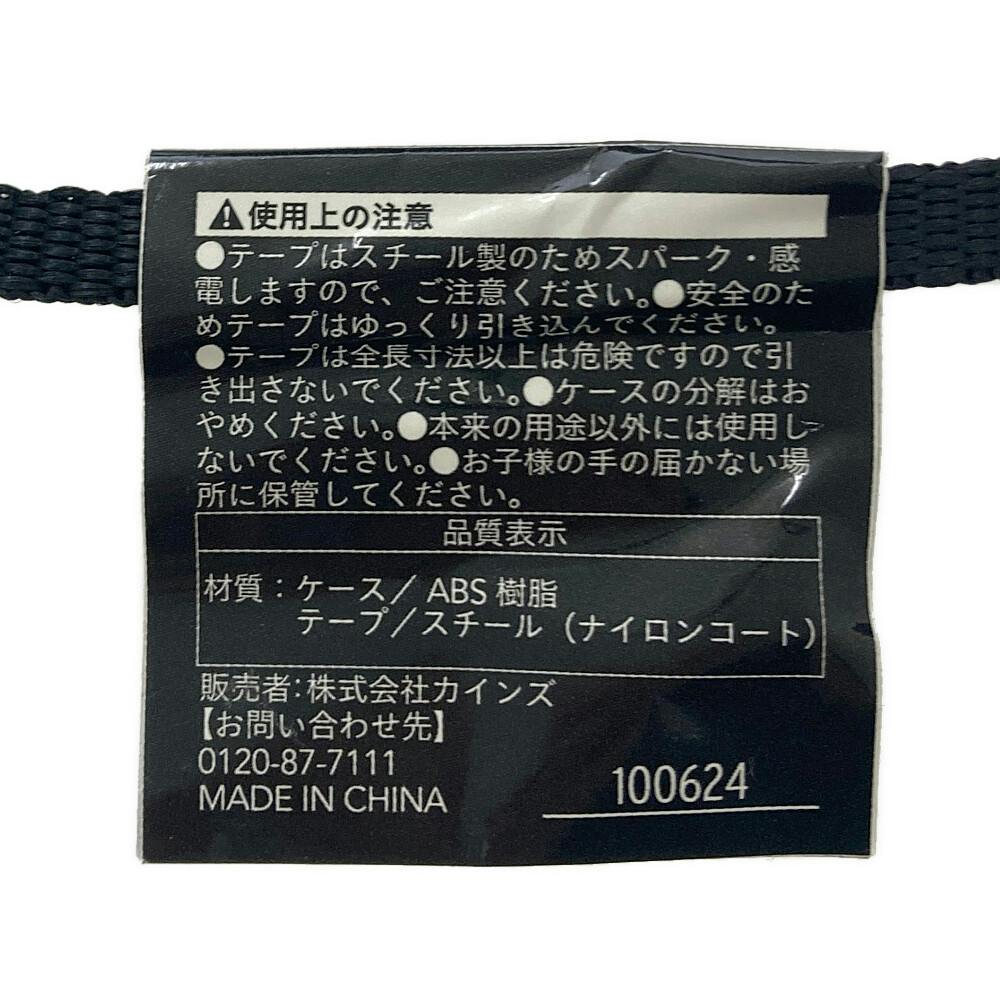 ⚠使用上の注意
●テープはスチール製のためスパーク・感
電しますので、ご注意ください。●安全のた
めテープはゆっくり引き込んでください。
●テープは全長寸法以上は危険ですので引
き出さないでください。●ケースの分解はお
やめください。●本来の用途以外には使用し
ないでください。●お子様の手の届かない場
所に保管してください。
品質表示
材質：ケース／ABS 樹脂
テープ／スチール（ナイロンコート）
販売者：株式会社カインズ
【お問い合わせ先】
0120-87-7111
MADE IN CHINA
100624